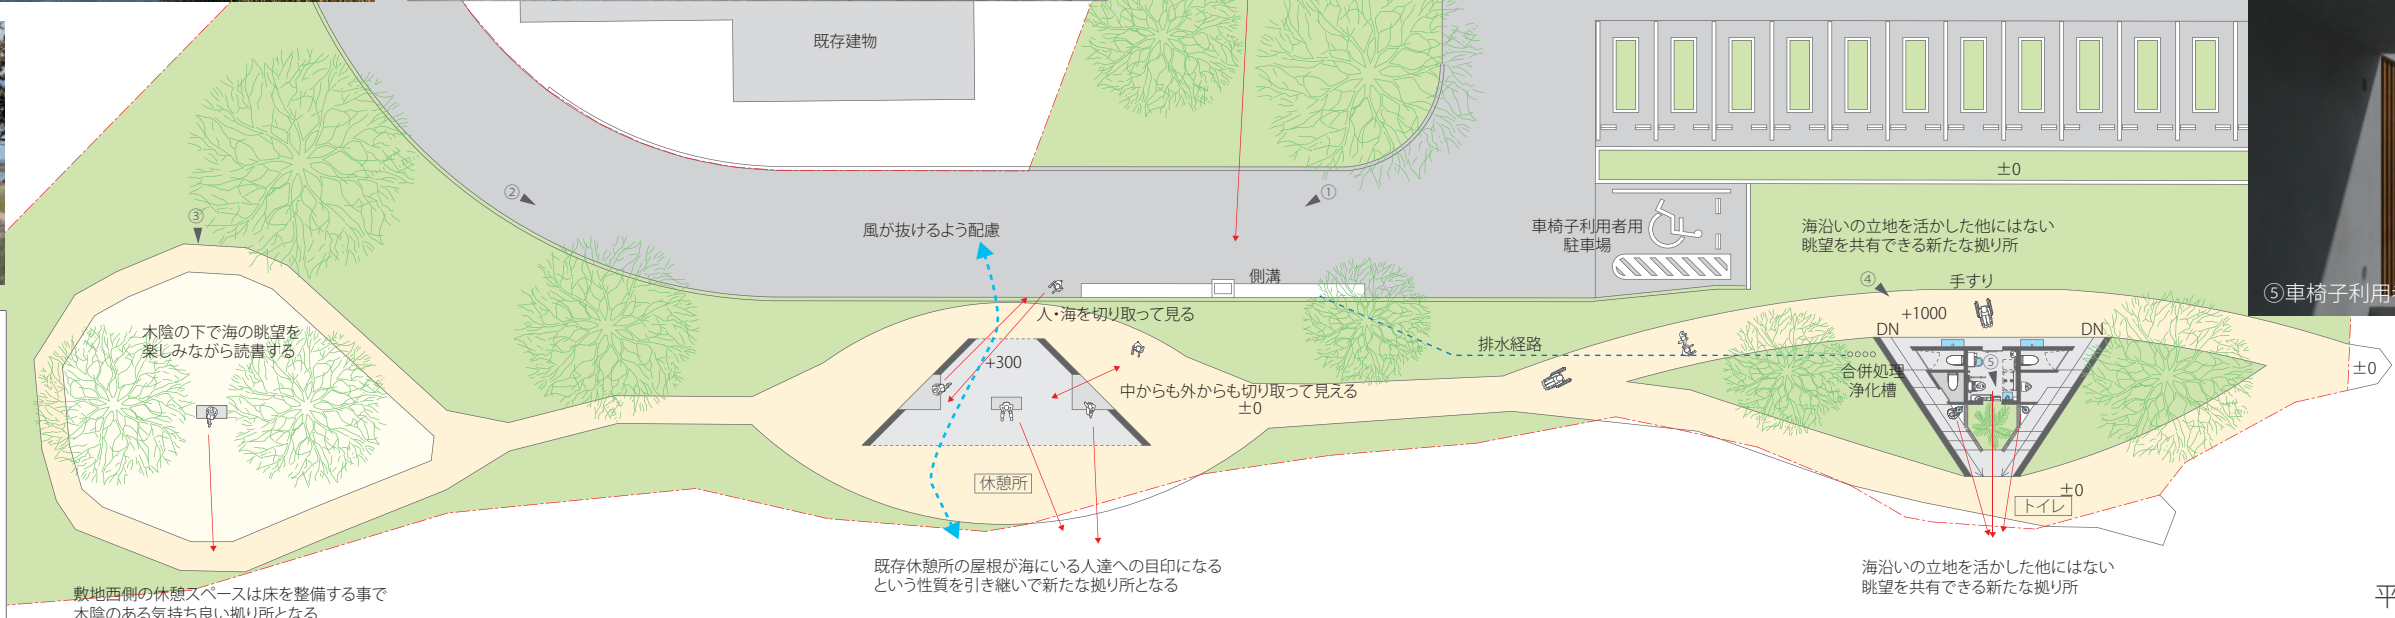 既存建物
±0
②
①
③
風が抜けるよう配慮
車椅子利用者用
駐車場
海沿いの立地を活かした他にはない
眺望を共有できる新たな拠り所
側溝
④
手すり
⑤車椅子利用者
人・海を切り取って見る
+1000
木陰の下で海の眺望を
楽しみながら読書する
DN
DN
排水経路
+300
⑤
合併処理
浄化槽
±0
中からも外からも切り取って見える
±0
休憩所
±0
トイレ
既存休憩所の屋根が海にいる人達への目印になる
という性質を引き継いで新たな拠り所となる
海沿いの立地を活かした他にはない
眺望を共有できる新たな拠り所
敷地西側の休憩スペースは床を整備する事で
木陰のある気持ち良い拠り所となる
平